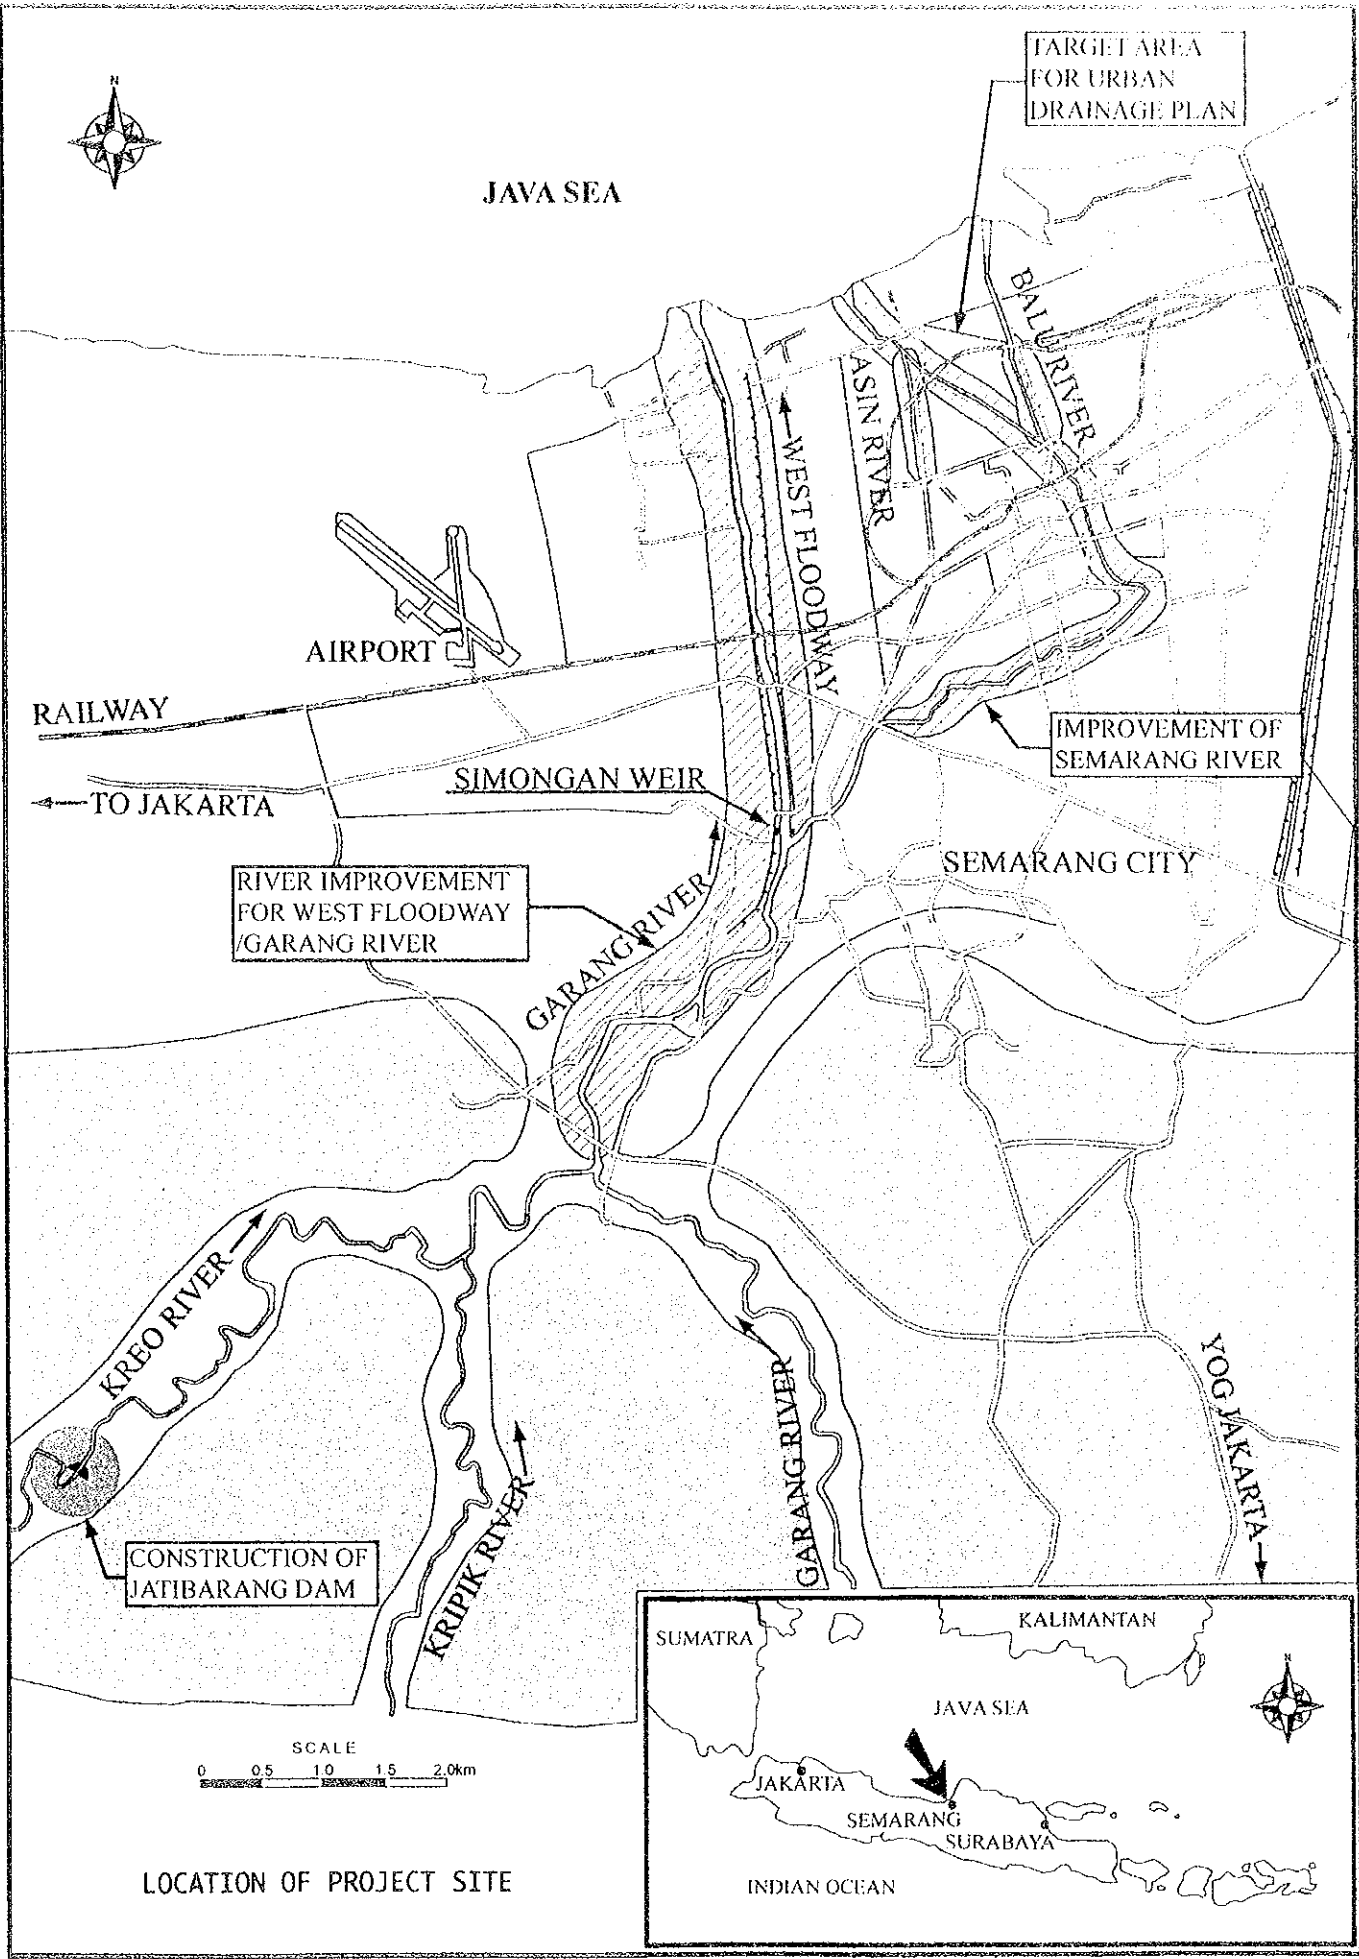 TARGET AREA
FOR URBAN
DRAINAGE PLAN
N
JAVA SEA
BALU RIVER
ASIN RIVER
WEST FLOODWAY
AIRPORT
RAILWAY
IMPROVEMENT OF
SEMARANG RIVER
SIMONGAN WEIR
TO JAKARTA
SEMARANG CITY
RIVER IMPROVEMENT
FOR WEST FLOODWAY
/GARANG RIVER
GARANG RIVER
KREO RIVER
GARANG RIVER
YOGJAKARTA
KRIPIK RIVER
CONSTRUCTION OF
JATIBARANG DAM
SUMATRA
KALIMANTAN
N
JAVA SEA
JAKARTA
SEMARANG
SURABAYA
INDIAN OCEAN
SCALE
0 0.5 1.0 1.5 2.0km
LOCATION OF PROJECT SITE